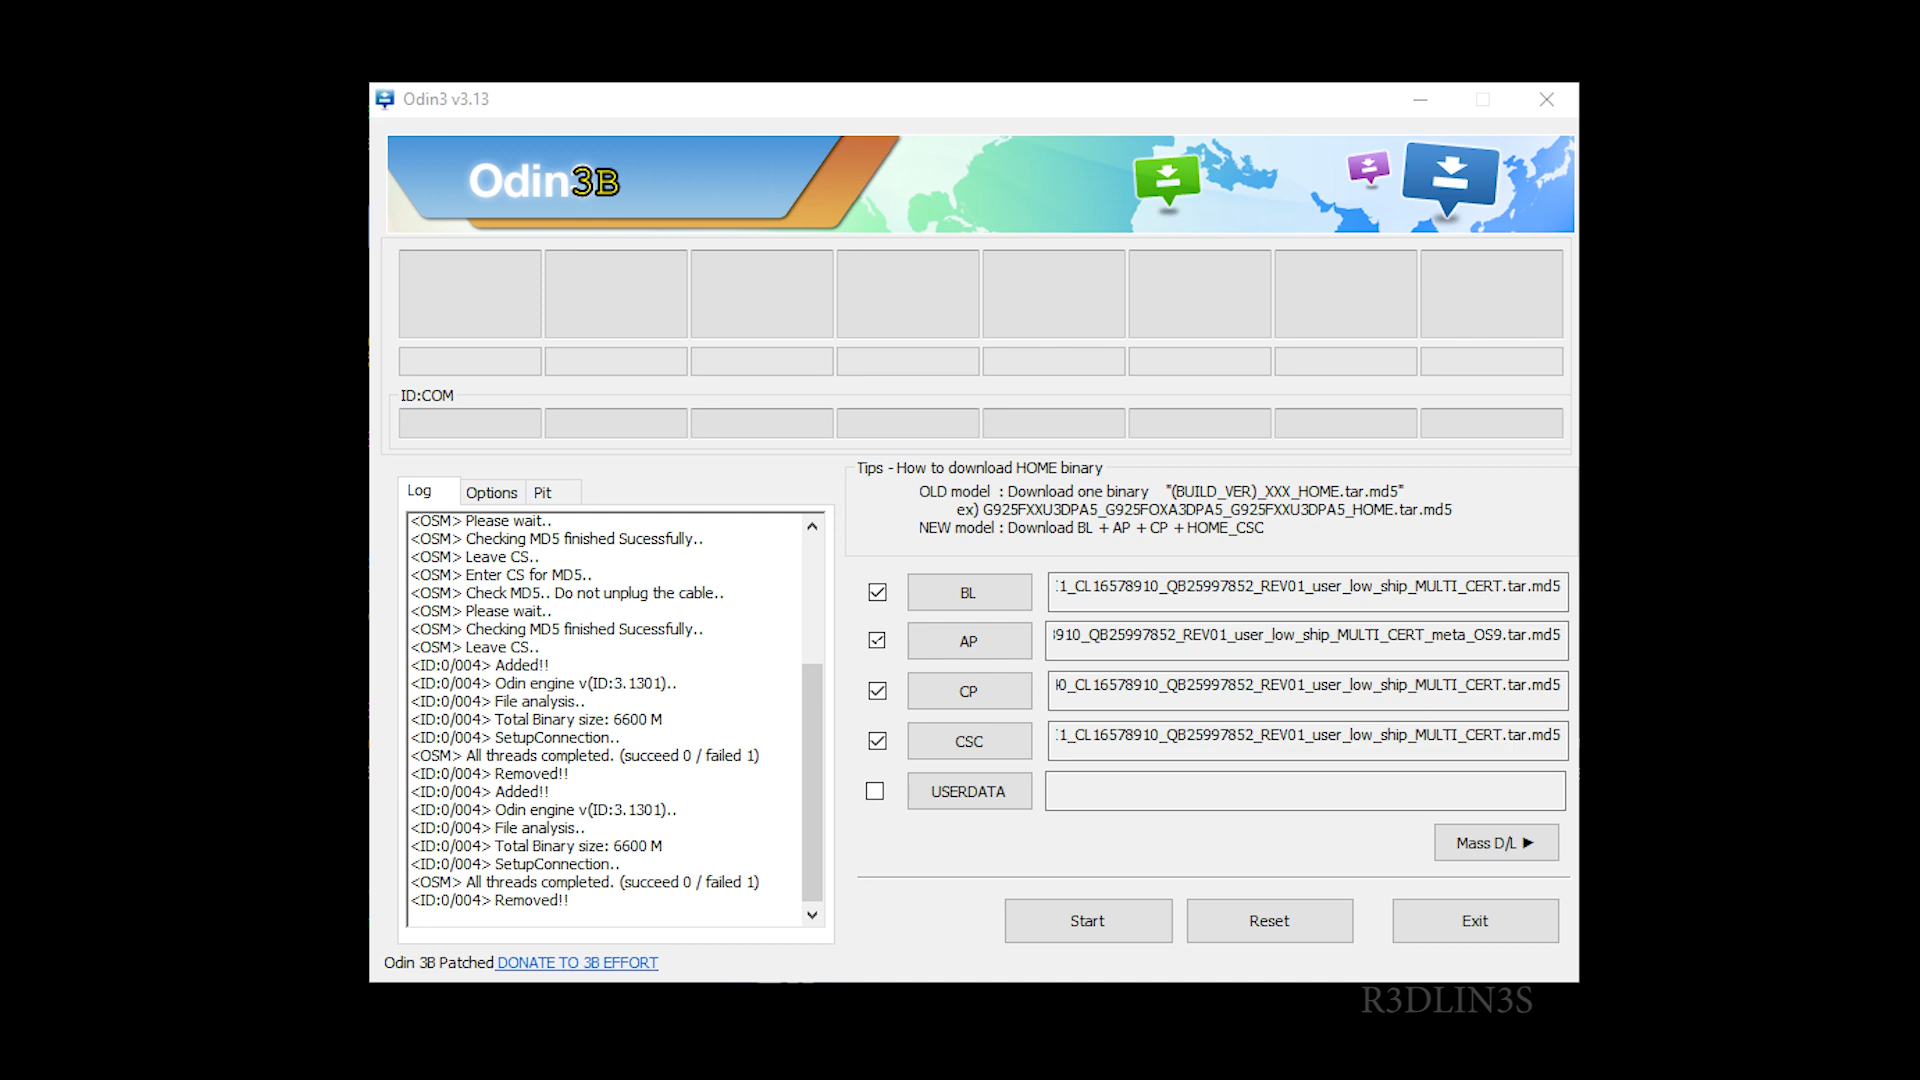 Odin3 v3.13
Odin3B
ID:COM
Log
Options
Pit
<OSM> Please wait..
<OSM> Checking MD5 finished Sucessfully..
<OSM> Leave CS..
<OSM> Enter CS for MD5..
<OSM> Check MD5.. Do not unplug the cable..
<OSM> Please wait..
<OSM> Checking MD5 finished Sucessfully..
<OSM> Leave CS..
<ID:0/004> Added!!
<ID:0/004> Odin engine v(ID:3.1301)..
<ID:0/004> File analysis..
<ID:0/004> Total Binary size: 6600 M
<ID:0/004> SetupConnection..
<OSM> All threads completed. (succeed 0 / failed 1)
<ID:0/004> Removed!!
<ID:0/004> Added!!
<ID:0/004> Odin engine v(ID:3.1301)..
<ID:0/004> File analysis..
<ID:0/004> Total Binary size: 6600 M
<ID:0/004> SetupConnection..
<OSM> All threads completed. (succeed 0 / failed 1)
<ID:0/004> Removed!!
Tips - How to download HOME binary
OLD model : Download one binary "(BUILD_VER)_XXX_HOME.tar.md5"
ex) G925FXXU3DPA5_G925FOXA3DPA5_G925FXXU3DPA5_HOME.tar.md5
NEW model : Download BL + AP + CP + HOME_CSC
BL
1_CL16578910_QB25997852_REV01_user_low_ship_MULTI_CERT.tar.md5
AP
910_QB25997852_REV01_user_low_ship_MULTI_CERT_meta_OS9.tar.md5
CP
0_CL16578910_QB25997852_REV01_user_low_ship_MULTI_CERT.tar.md5
CSC
1_CL16578910_QB25997852_REV01_user_low_ship_MULTI_CERT.tar.md5
USERDATA
Mass D/L ►
Start
Reset
Exit
Odin 3B Patched DONATE TO 3B EFFORT
R3DLIN3S